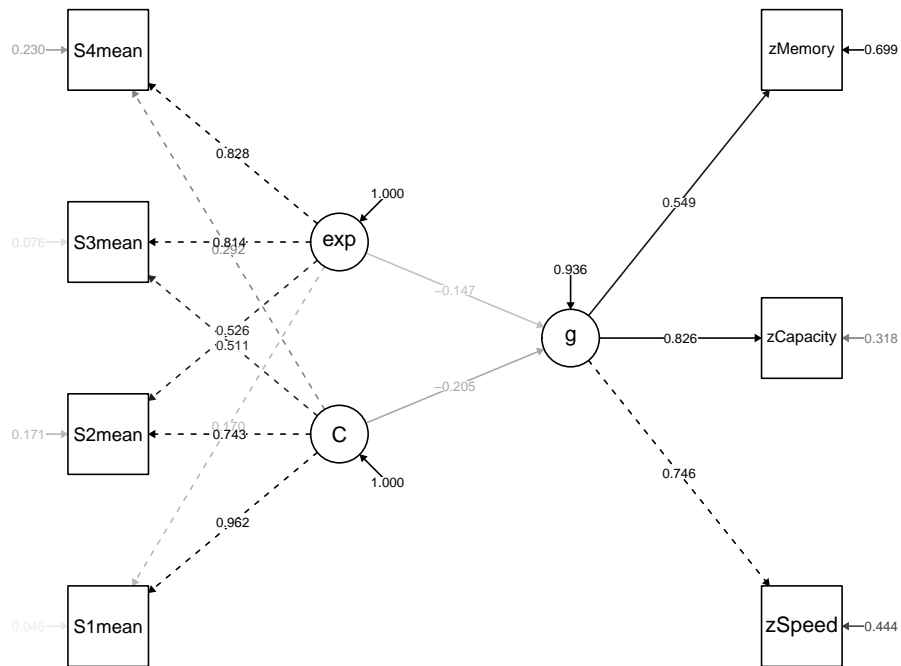 S4mean
0.230
zMemory
0.699
0.828
1.000
0.549
S3mean
0.076
0.814
0.292
exp
0.936
−0.147
0.526
0.511
g
0.826
zCapacity
0.318
−0.205
S2mean
0.171
0.170
0.743
C
1.000
0.746
0.962
S1mean
0.046
zSpeed
0.444